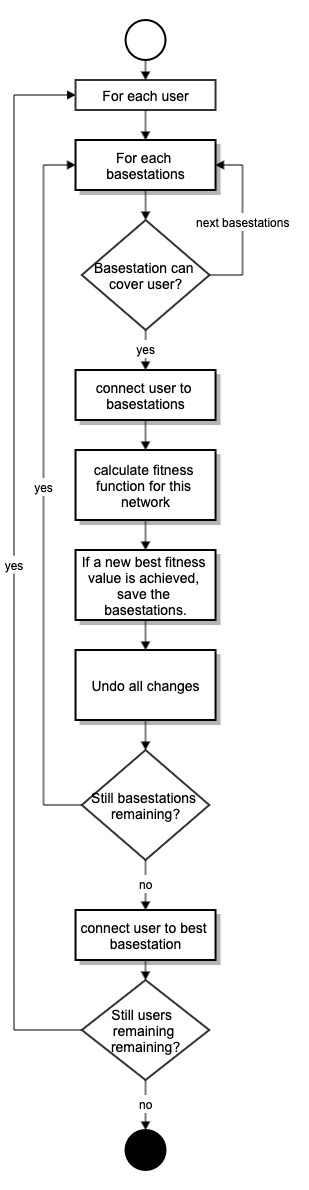 For each user
For each
basestations
next basestations
Basestation can
cover user?
yes
connect user to
basestations
calculate fitness
function for this
network
yes
If a new best fitness
value is achieved,
save the
basestations.
yes
Undo all changes
Still basestations
remaining?
no
connect user to best
basestation
Still users
remaining
remaining?
no